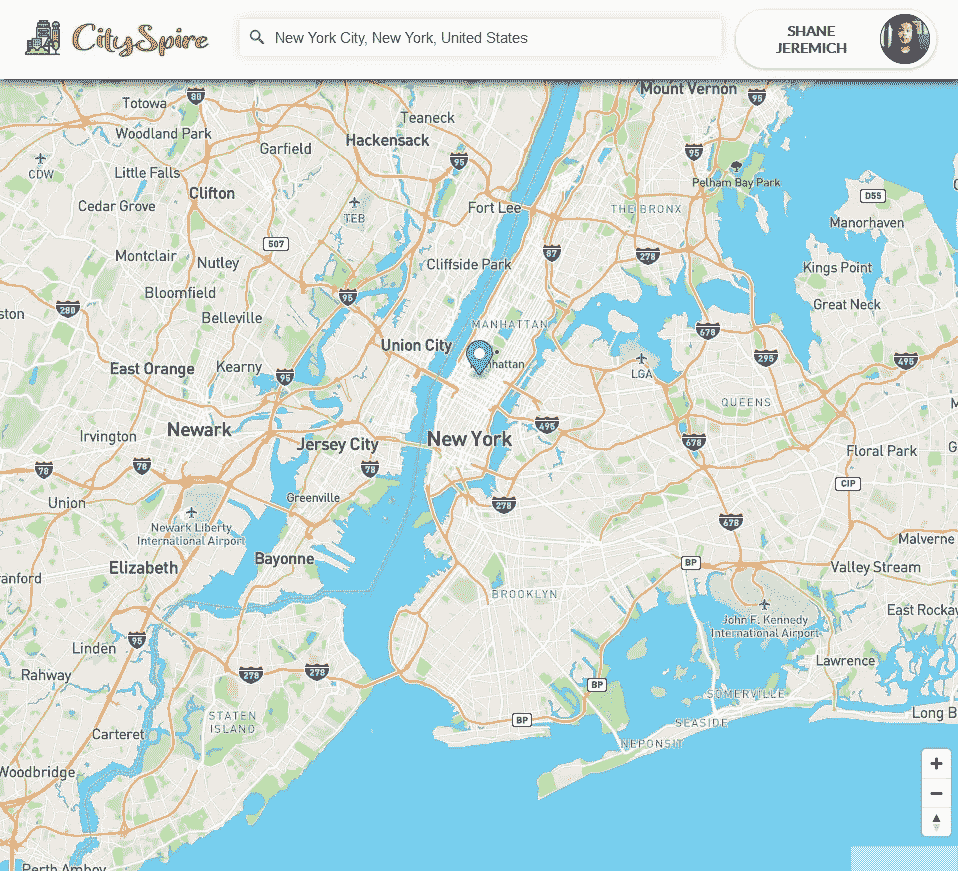 CitySpire
New York City, New York, United States
SHANE
JEREMICH
Mount Vernon
80
95
Totowa
Teaneck
Woodland Park
Hackensack
Garfield
95
95
CDW
Little Falls
Pelham Bay Park
Clifton
D55
Cedar Grove
Fort Lee
THE BRONX
TEB
Manorhaven
507
87
278
Montclair
Nutley
Cliffside Park
Kings Point
Bloomfield
95
280
Great Neck
Belleville
MANHATTAN
678
Union City
295
495
East Orange
Kearny
LGA
95
QUEENS
Newark
495
Irvington
Jersey City
New York
678
Floral Park
78
78
78
CIP
Union
Greenville
278
Newark Liberty
International Airport
678
Malverne
Bayonne
BP
Elizabeth
Valley Stream
BROOKLYN
East Rockaw
John F. Kennedy
International Airport
95
Linden
Lawrence
278
278
Rahway
BP
SOMERVILLE
STATEN
ISLAND
BP
SEASIDE
Long B
Carteret
NEPONSIT
Woodbridge
Perth Amboy